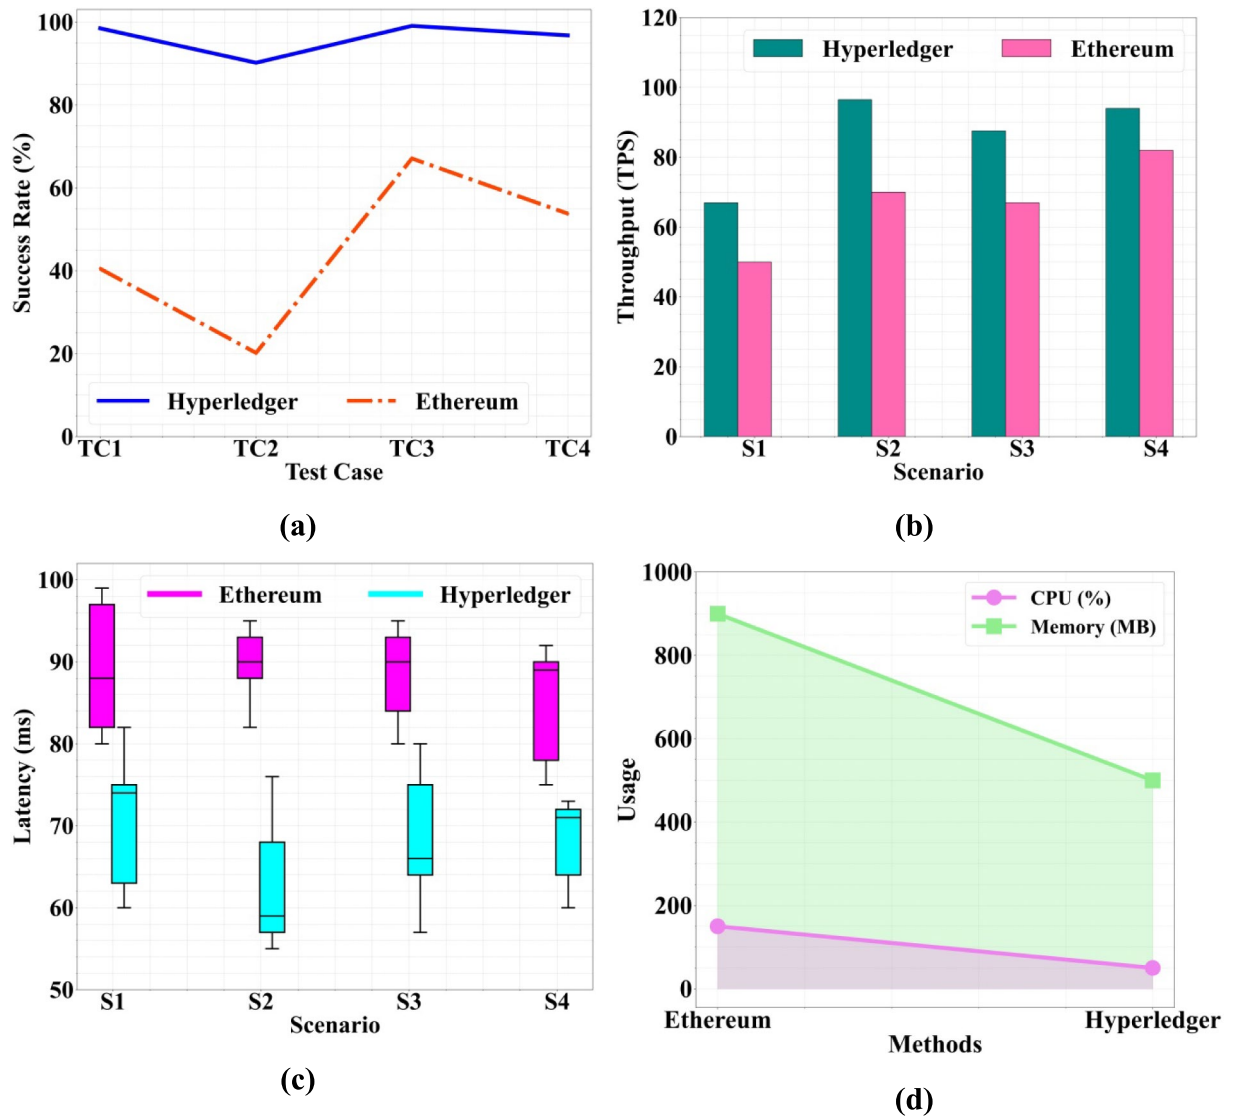 100
80
60
40
20
0
Success Rate (%)
Hyperledger Ethereum
TC1 TC2 TC3 TC4
Test Case
(a)
120
100
80
60
40
20
0
Throughput (TPS)
Hyperledger Ethereum
S1 S2 S3 S4
Scenario
(b)
100
90
80
70
60
50
Latency (ms)
Ethereum Hyperledger
S1 S2 S3 S4
Scenario
(c)
1000
800
600
400
200
0
Usage
CPU (%)
Memory (MB)
Ethereum Hyperledger
Methods
(d)